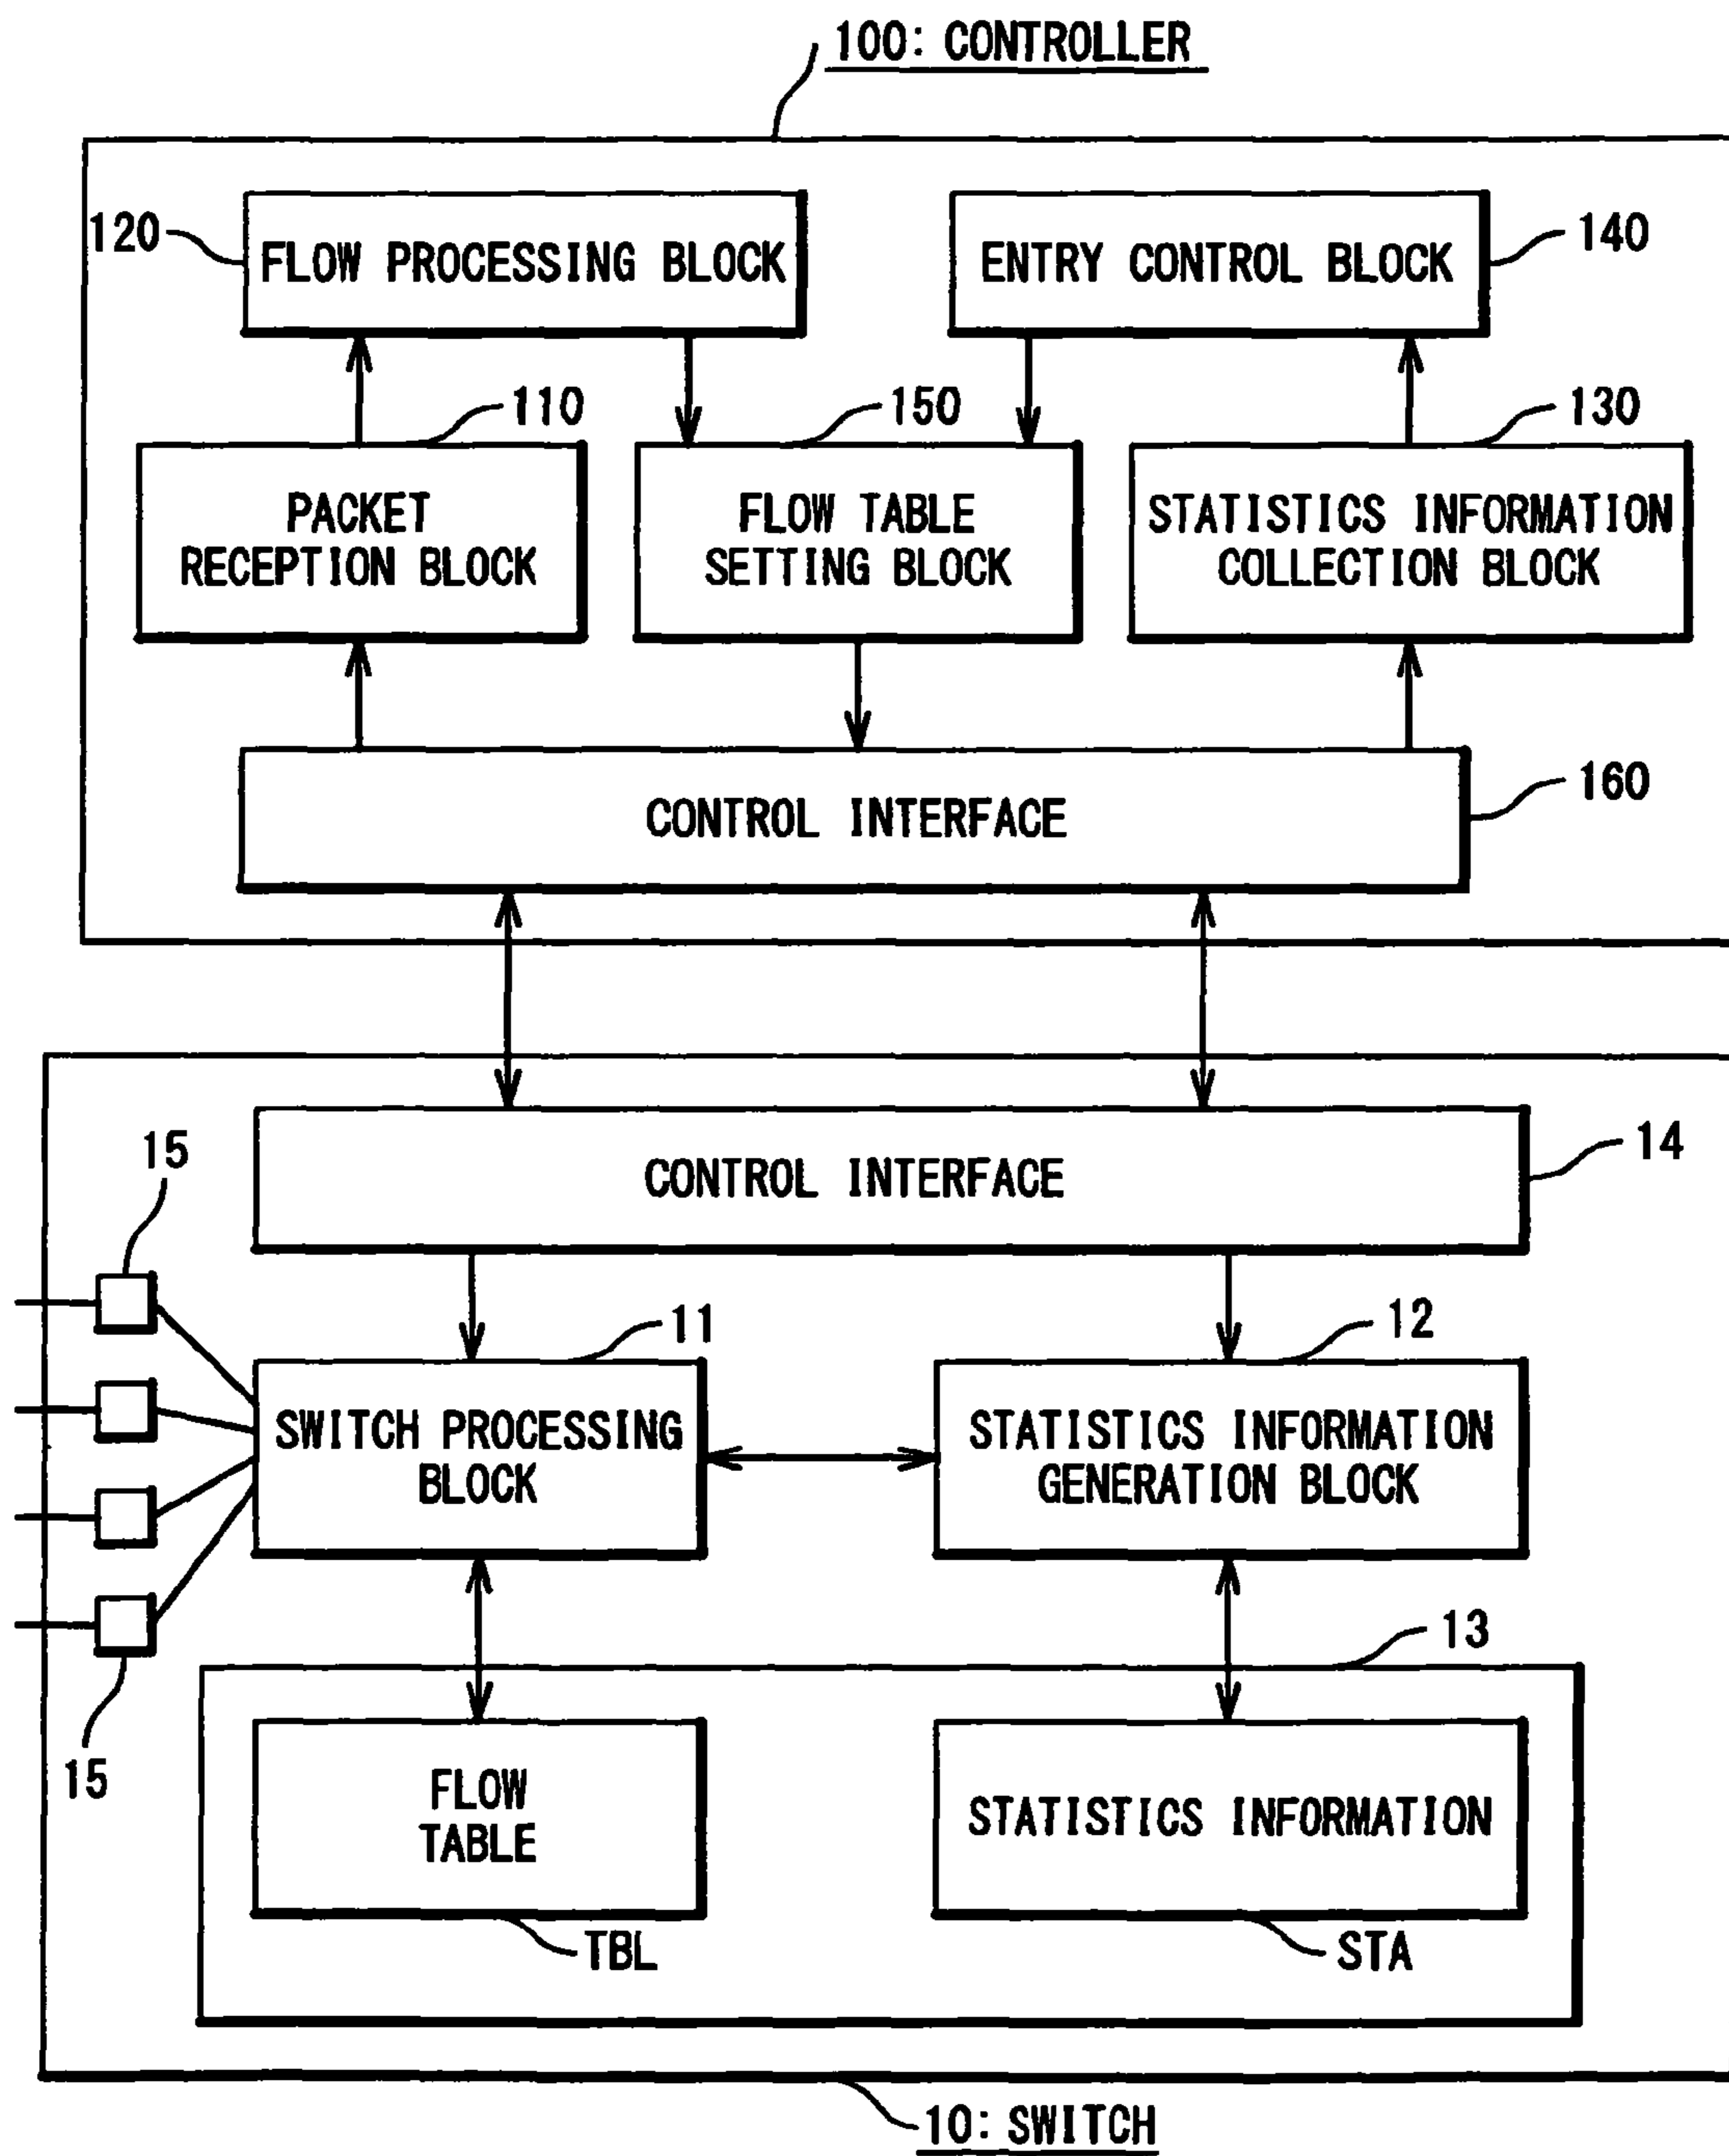 100: CONTROLLER
120
FLOW PROCESSING BLOCK
ENTRY CONTROL BLOCK
140
110
150
130
PACKET
RECEPTION BLOCK
FLOW TABLE
SETTING BLOCK
STATISTICS INFORMATION
COLLECTION BLOCK
CONTROL INTERFACE
160
15
CONTROL INTERFACE
14
11
12
SWITCH PROCESSING
BLOCK
STATISTICS INFORMATION
GENERATION BLOCK
13
15
FLOW
TABLE
STATISTICS INFORMATION
TBL
STA
10: SWITCH